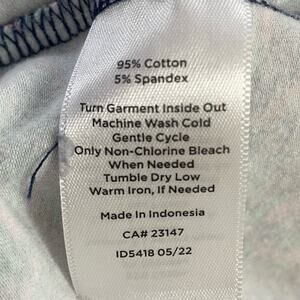 95% Cotton
5% Spandex
Turn Garment Inside Out
Machine Wash Cold
Gentle Cycle
Only Non-Chlorine Bleach
When Needed
Tumble Dry Low
Warm Iron, If Needed
Made In Indonesia
CA# 23147
ID5418 05/22